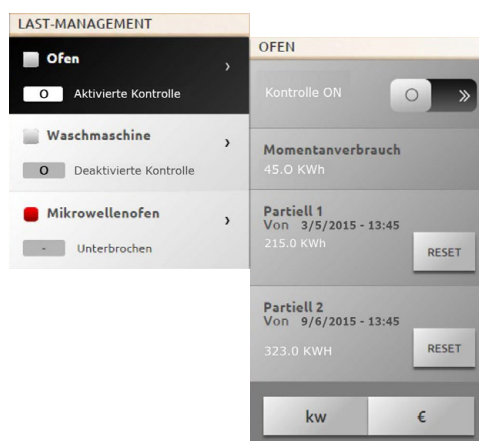 LAST-MANAGEMENT
Ofen
O Aktivierte Kontrolle
Waschmaschine
O Deaktivierte Kontrolle
Mikrowellenofen
- Unterbrochen
OFEN
Kontrolle ON
Momentanverbrauch
45.O KWh
Partiell 1
Von 3/5/2015 - 13:45
215.0 KWh
RESET
Partiell 2
Von 9/6/2015 - 13:45
323.0 KWH
RESET
kw
€